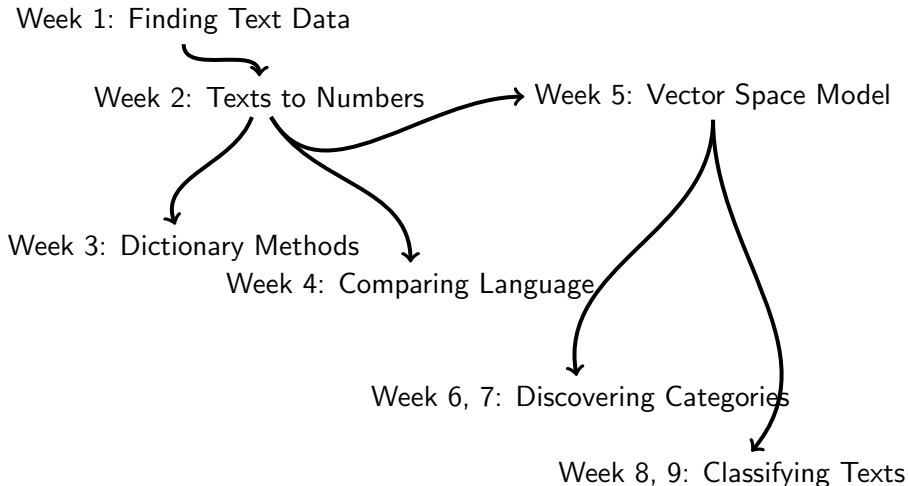 Week 1: Finding Text Data
Week 2: Texts to Numbers
Week 5: Vector Space Model
Week 3: Dictionary Methods
Week 4: Comparing Language
Week 6, 7: Discovering Categories
Week 8, 9: Classifying Texts